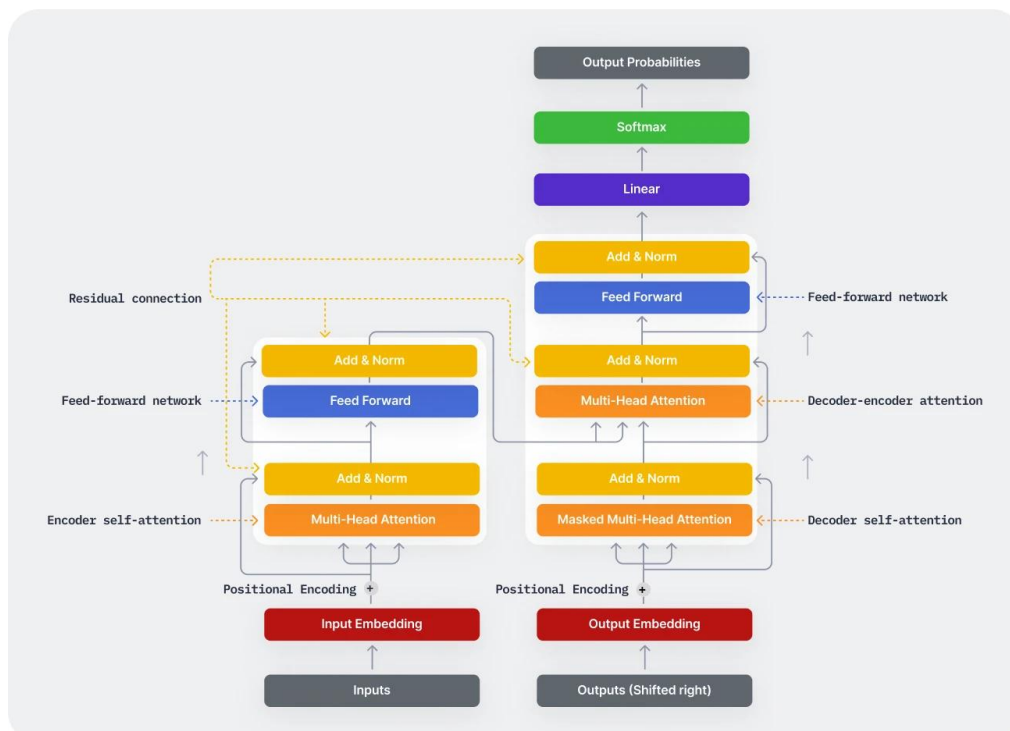 Output Probabilities
Softmax
Linear
Add & Norm
Residual connection
Feed Forward
Feed-forward network
Add & Norm
Add & Norm
Feed-forward network
Feed Forward
Multi-Head Attention
Decoder-encoder attention
Add & Norm
Add & Norm
Encoder self-attention
Multi-Head Attention
Masked Multi-Head Attention
Decoder self-attention
Positional Encoding +
Positional Encoding +
Input Embedding
Output Embedding
Inputs
Outputs (Shifted right)